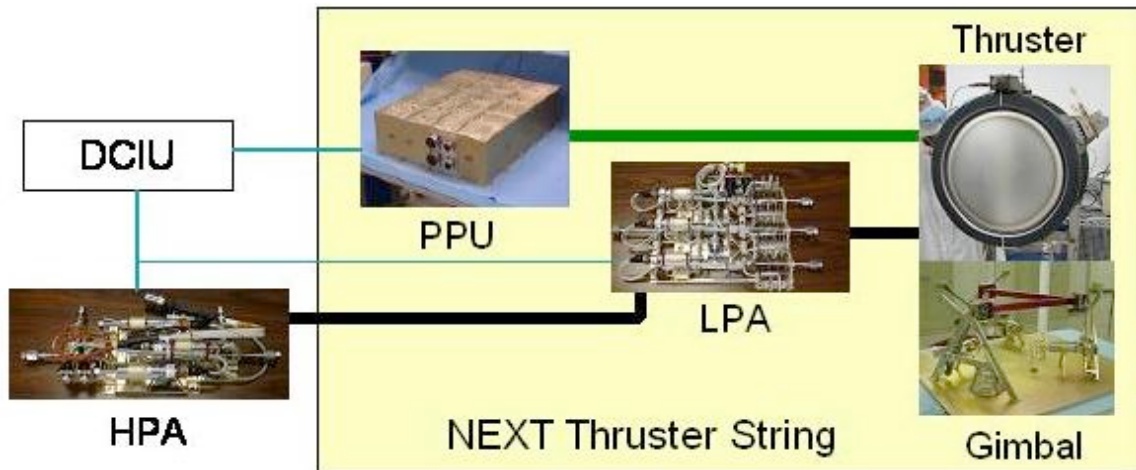 Thruster
DCIU
PPU
LPA
HPA
NEXT Thruster String
Gimbal